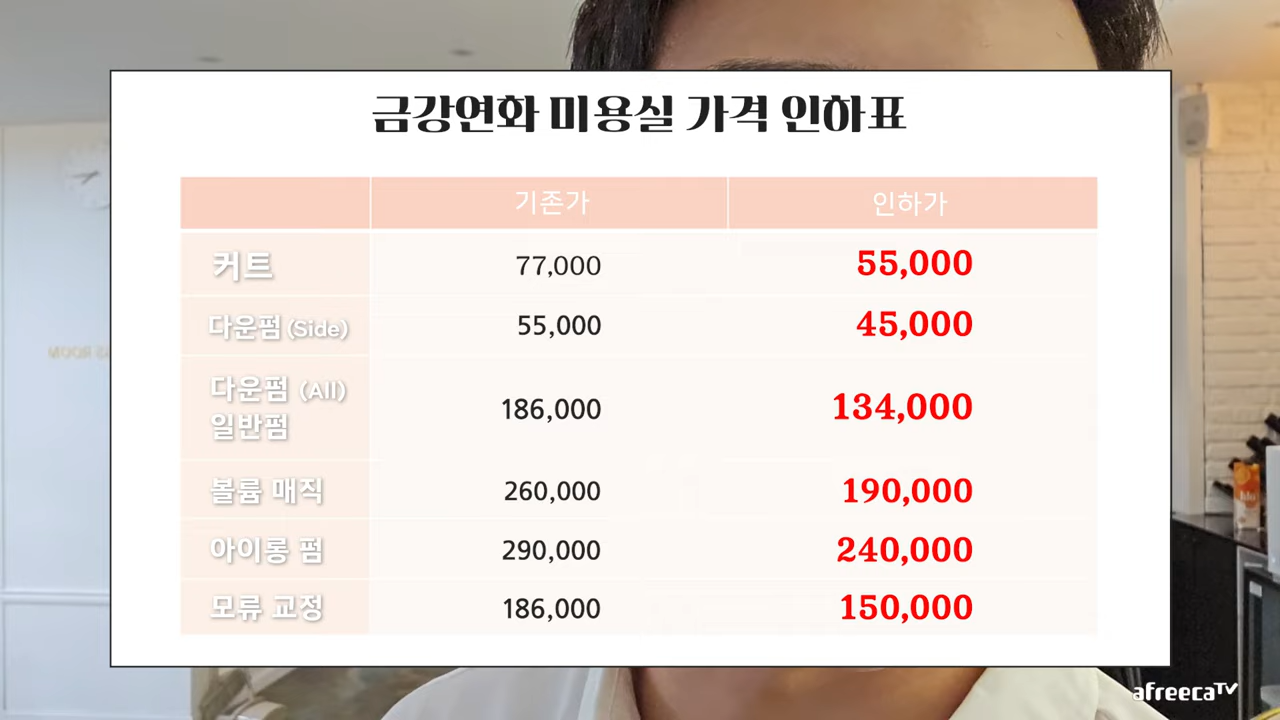 금강연화 미용실 가격 인하표
기존가 인하가
커트 77,000 55,000
다운펌 (Side) 55,000 45,000
다운펌 (All)
일반펌 186,000 134,000
볼륨 매직 260,000 190,000
아이롱 펌 290,000 240,000
모류 교정 186,000 150,000
afreecaTV